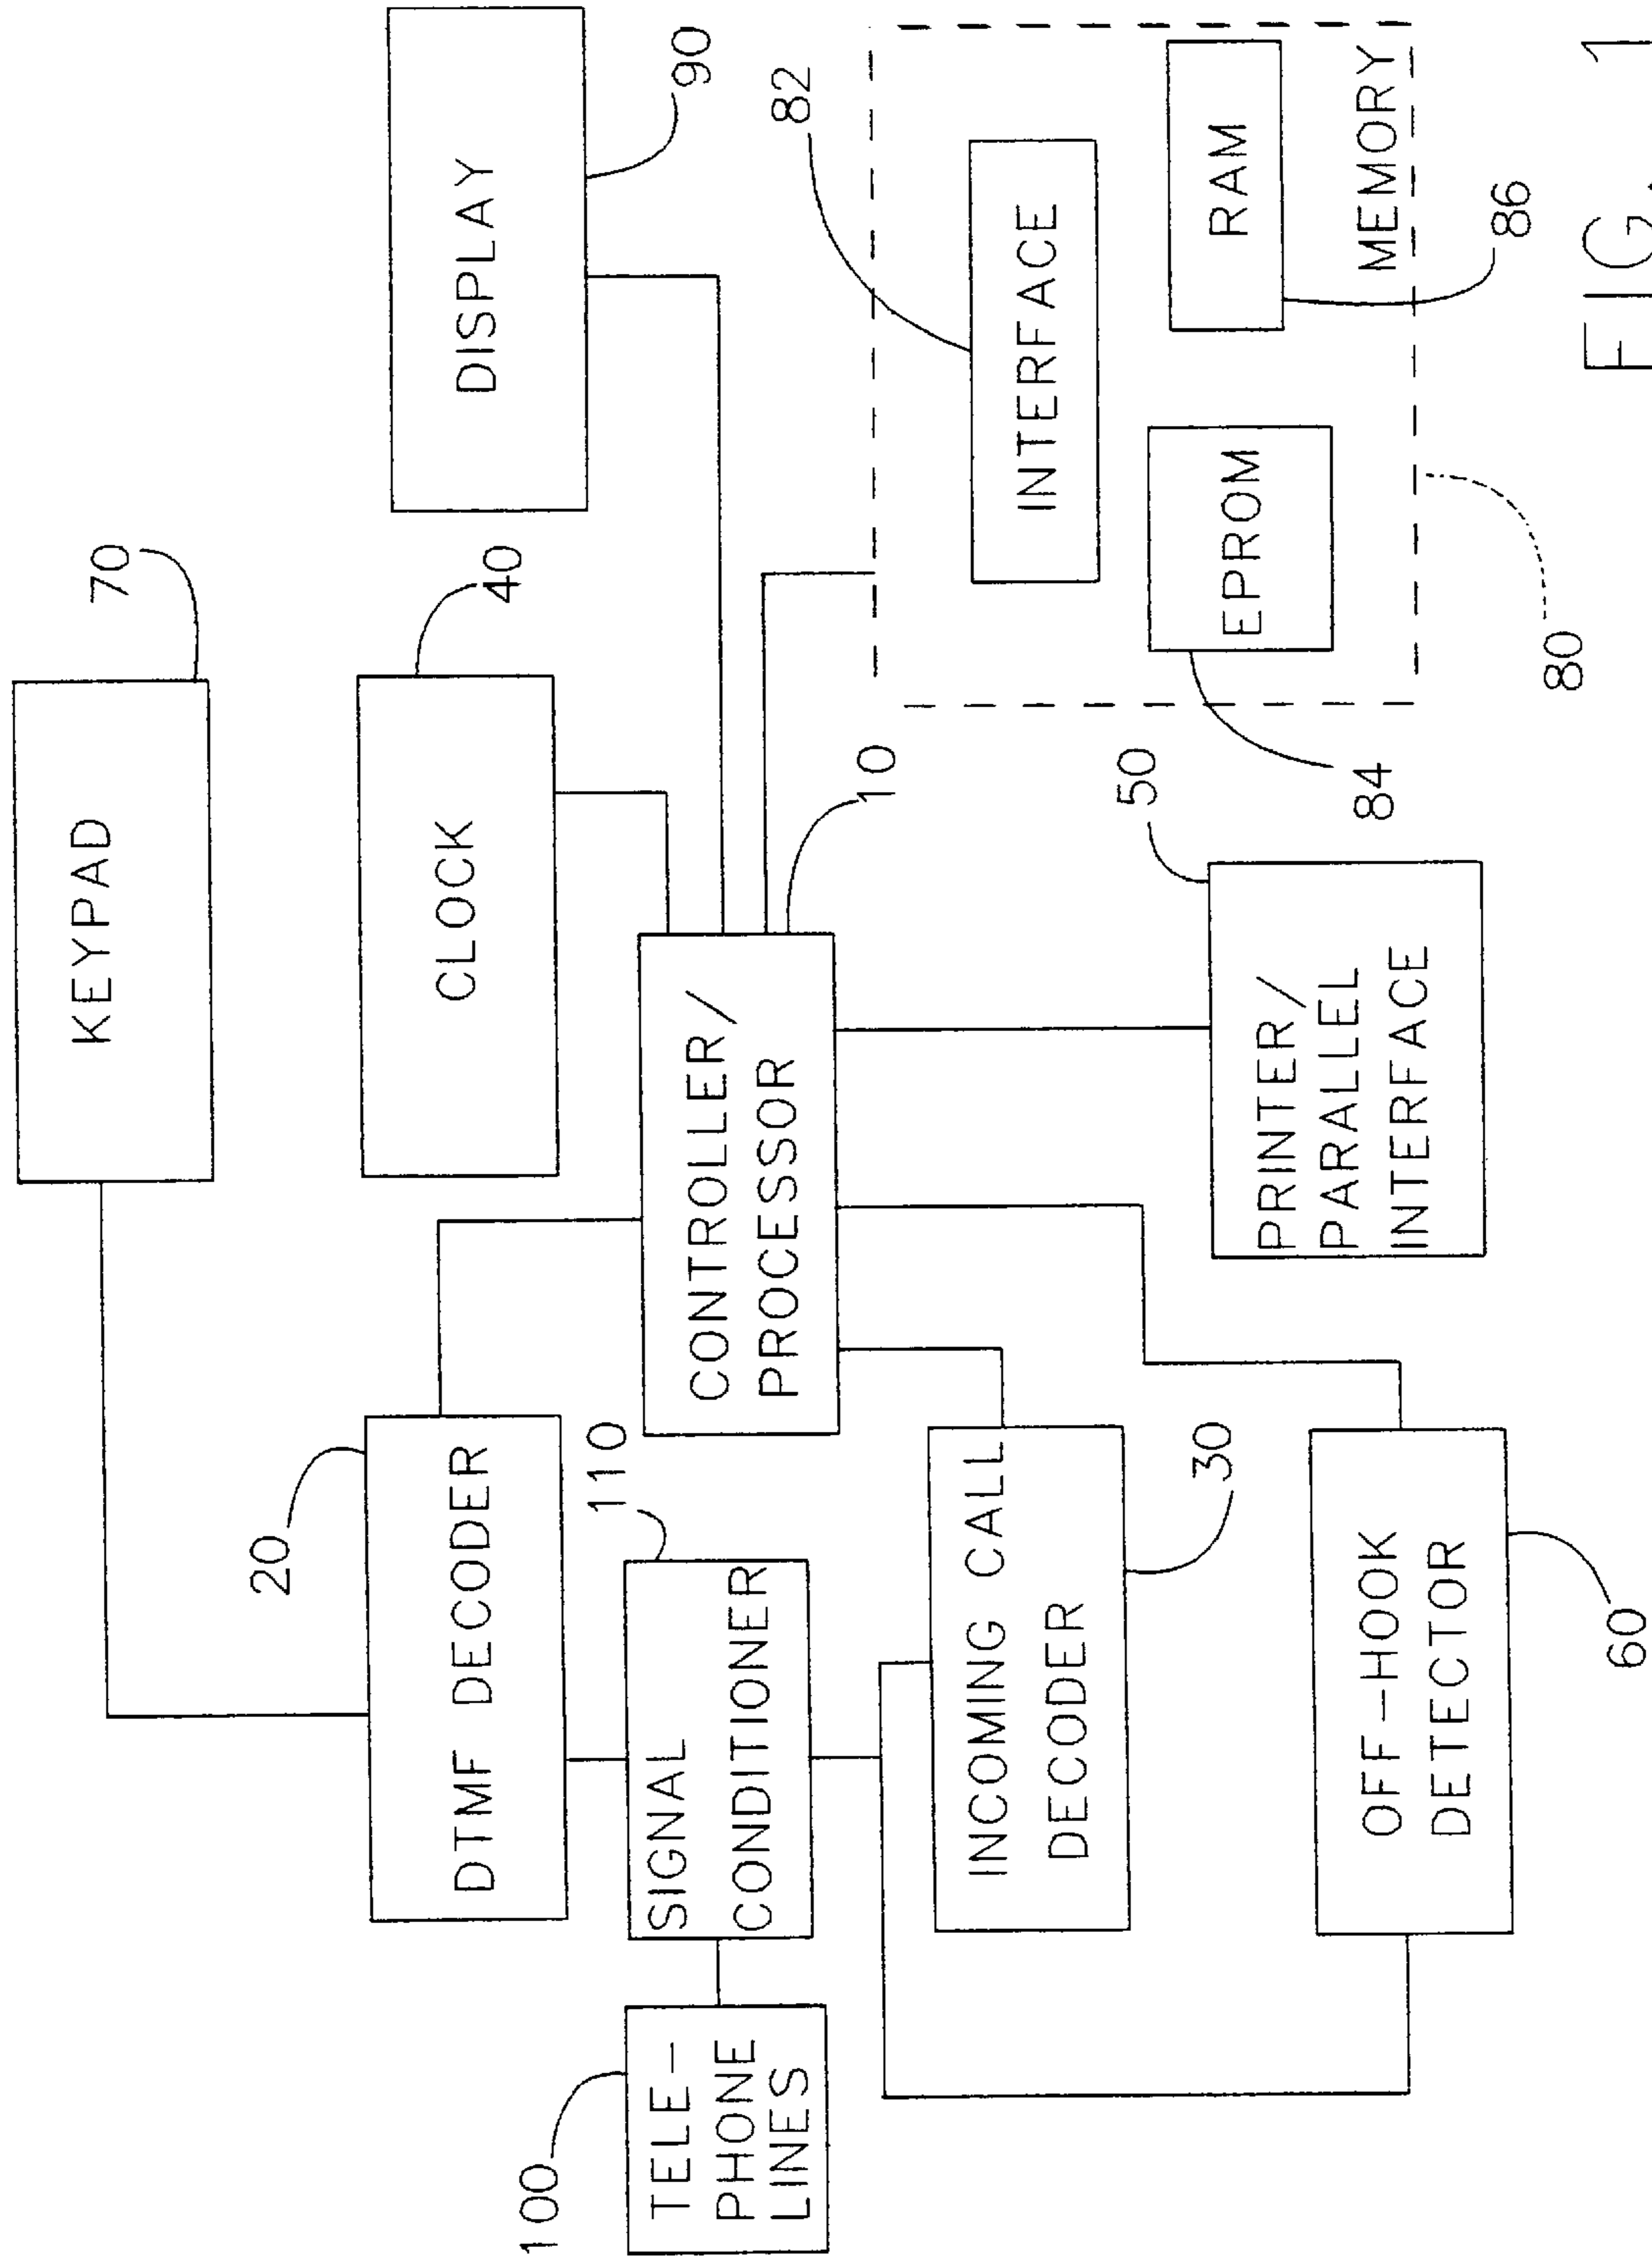 KEYPAD
70
20
DTMF DECODER
CLOCK
40
DISPLAY
90
100
TELE-
PHONE
LINES
110
SIGNAL
CONDITIONER
CONTROLLER/
PROCESSOR
10
82
INTERFACE
INCOMING CALL
DECODER
30
50
PRINTER/
PARALLEL
INTERFACE
84
EPROM
RAM
86
MEMORY
80
OFF-HOOK
DETECTOR
60
FIG. 1